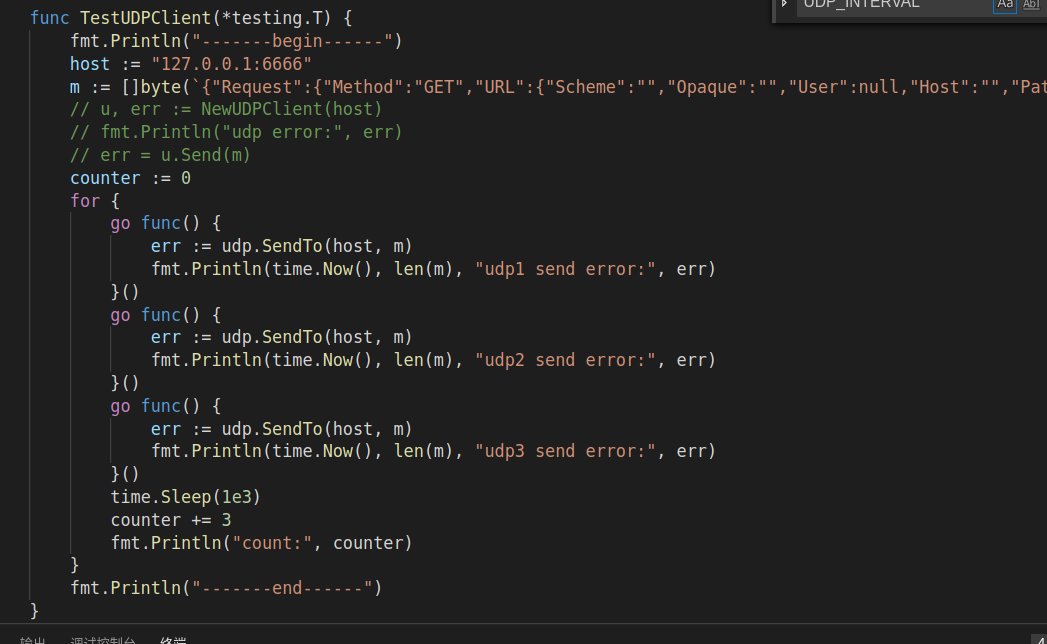 UDP_INTERVAL Aa Abl
func TestUDPClient(*testing.T) {
    fmt.Println("-------begin------")
    host := "127.0.0.1:6666"
    m := []byte(`{"Request":{"Method":"GET","URL":{"Scheme":"","Opaque":"","User":null,"Host":"","Pat
    // u, err := NewUDPClient(host)
    // fmt.Println("udp error:", err)
    // err = u.Send(m)
    counter := 0
    for {
        go func() {
            err := udp.SendTo(host, m)
            fmt.Println(time.Now(), len(m), "udp1 send error:", err)
        }()
        go func() {
            err := udp.SendTo(host, m)
            fmt.Println(time.Now(), len(m), "udp2 send error:", err)
        }()
        go func() {
            err := udp.SendTo(host, m)
            fmt.Println(time.Now(), len(m), "udp3 send error:", err)
        }()
        time.Sleep(1e3)
        counter += 3
        fmt.Println("count:", counter)
    }
    fmt.Println("-------end------")
}
输出 调试控制台 终端